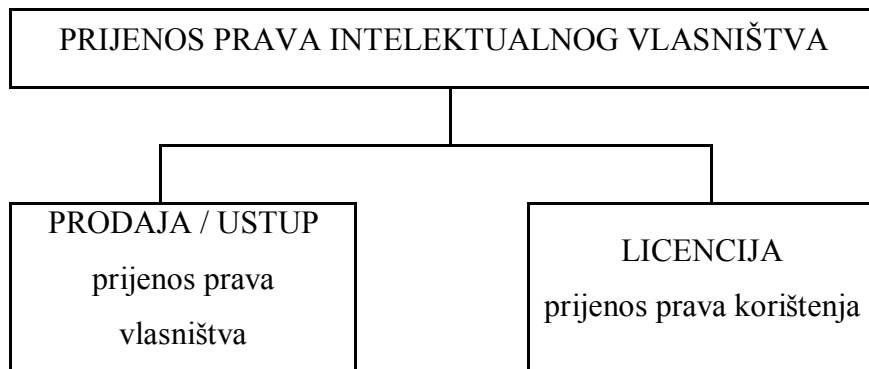 PRIJENOS PRAVA INTELEKTUALNOG VLASNIŠTVA
PRODAJA / USTUP
prijenos prava
vlasništva
LICENCIJA
prijenos prava korištenja